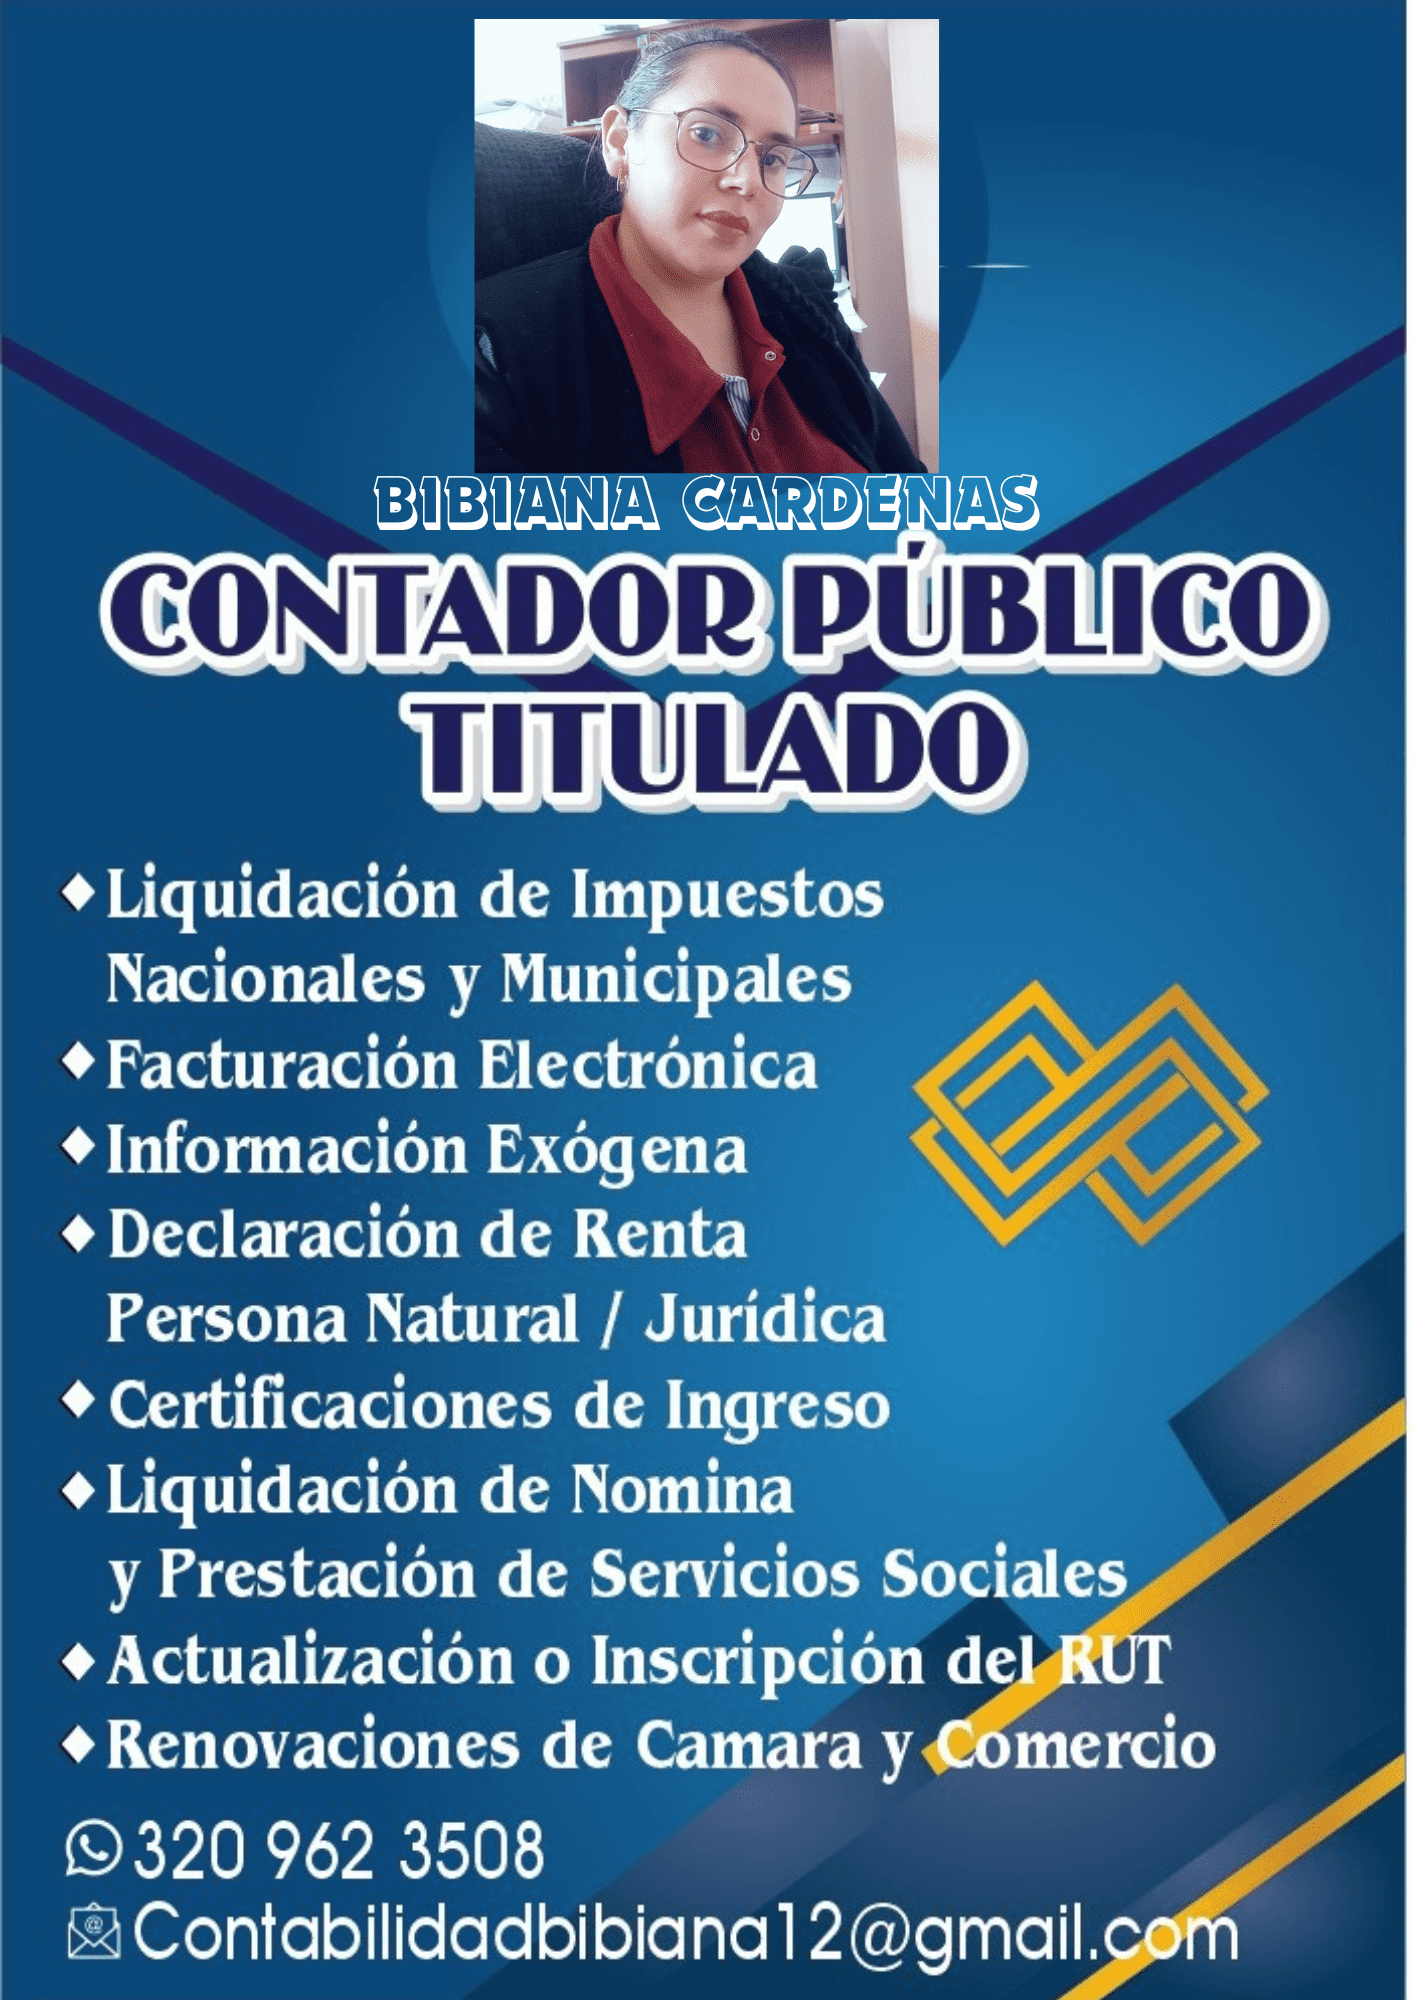 BIBIANA CARDENAS
CONTADOR PÚBLICO
TITULADO
Liquidación de Impuestos
Nacionales y Municipales
Facturación Electrónica
Información Exógena
Declaración de Renta
Persona Natural / Jurídica
Certificaciones de Ingreso
Liquidación de Nomina
y Prestación de Servicios Sociales
Actualización o Inscripción del RUT
Renovaciones de Camara y Comercio
320 962 3508
Contabilidadbibiana12@gmail.com